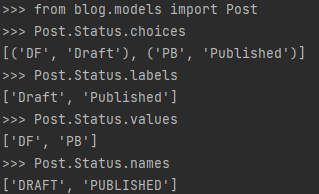 >>> from blog.models import Post
>>> Post.Status.choices
[('DF', 'Draft'), ('PB', 'Published')]
>>> Post.Status.labels
['Draft', 'Published']
>>> Post.Status.values
['DF', 'PB']
>>> Post.Status.names
['DRAFT', 'PUBLISHED']